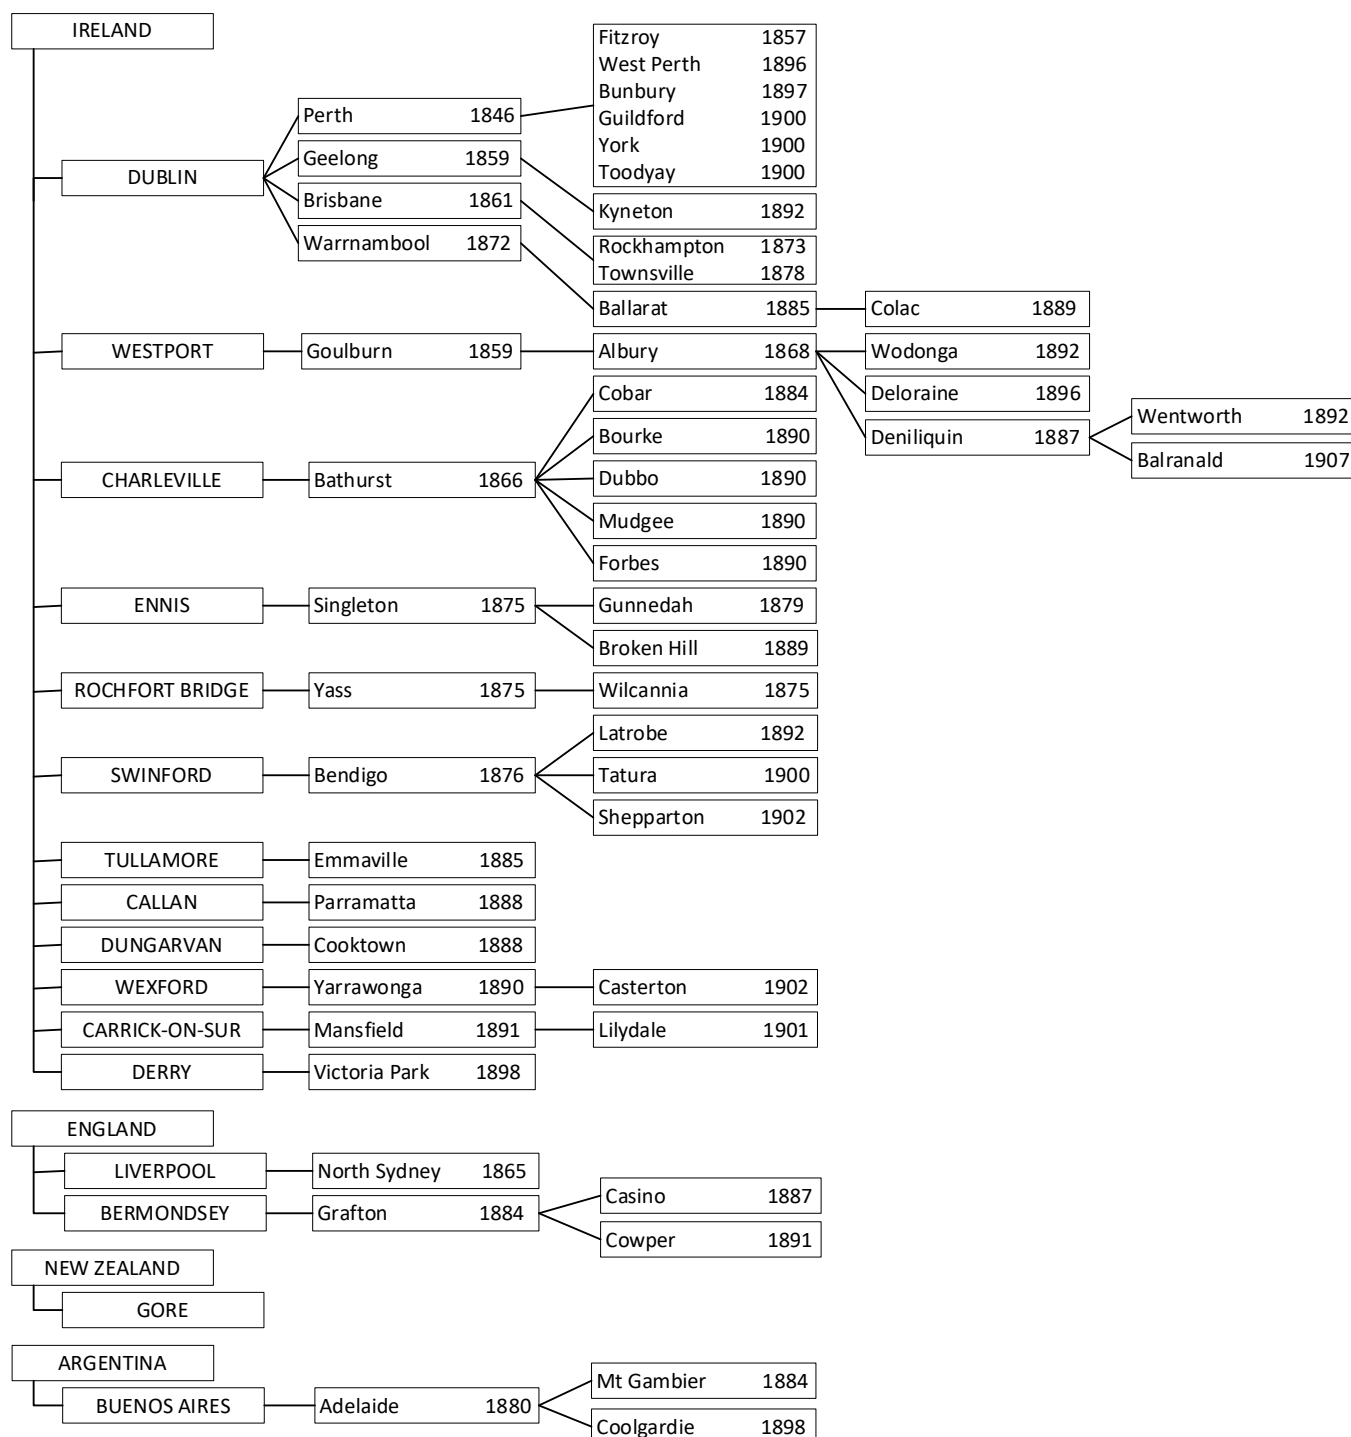 IRELAND
DUBLIN
Perth 1846
Fitzroy 1857
West Perth 1896
Bunbury 1897
Guildford 1900
York 1900
Toodyay 1900
Geelong 1859
Kyneton 1892
Brisbane 1861
Rockhampton 1873
Townsville 1878
Warrnambool 1872
Ballarat 1885
Colac 1889
WESTPORT
Goulburn 1859
Albury 1868
Wodonga 1892
Deloraine 1896
Deniliquin 1887
Wentworth 1892
Balranald 1907
CHARLEVILLE
Bathurst 1866
Cobar 1884
Bourke 1890
Dubbo 1890
Mudgee 1890
Forbes 1890
ENNIS
Singleton 1875
Gunnedah 1879
Broken Hill 1889
ROCHFORT BRIDGE
Yass 1875
Wilcannia 1875
SWINFORD
Bendigo 1876
Latrobe 1892
Tatura 1900
Shepparton 1902
TULLAMORE
Emmaville 1885
CALLAN
Parramatta 1888
DUNGARVAN
Cooktown 1888
WEXFORD
Yarrawonga 1890
Casterton 1902
CARRICK-ON-SUR
Mansfield 1891
Lilydale 1901
DERRY
Victoria Park 1898
ENGLAND
LIVERPOOL
North Sydney 1865
BERMONDSEY
Grafton 1884
Casino 1887
Cowper 1891
NEW ZEALAND
GORE
ARGENTINA
BUENOS AIRES
Adelaide 1880
Mt Gambier 1884
Coolgardie 1898